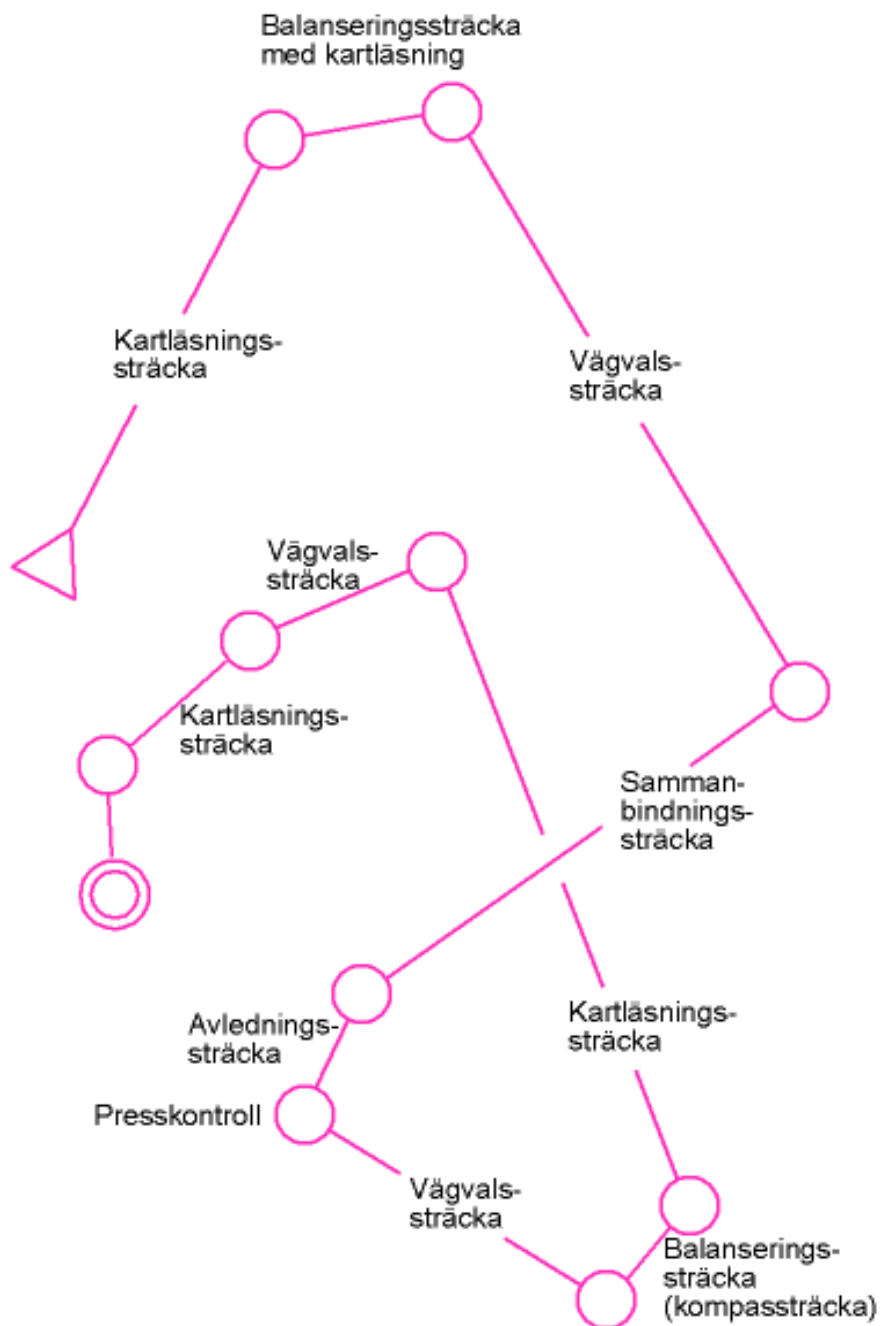 Balanseringssträcka
med kartläsning
Kartläsnings-
sträcka
Vägvals-
sträcka
Vägvals-
sträcka
Kartläsnings-
sträcka
Samman-
bindnings-
sträcka
Avlednings-
sträcka
Kartläsnings-
sträcka
Presskontroll
Vägvals-
sträcka
Balanserings-
sträcka
(kompassträcka)